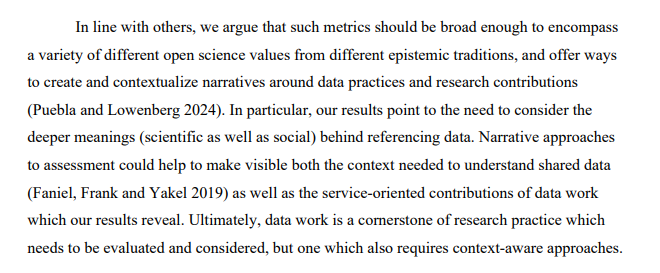 In line with others, we argue that such metrics should be broad enough to encompass
a variety of different open science values from different epistemic traditions, and offer ways
to create and contextualize narratives around data practices and research contributions
(Puebla and Lowenberg 2024). In particular, our results point to the need to consider the
deeper meanings (scientific as well as social) behind referencing data. Narrative approaches
to assessment could help to make visible both the context needed to understand shared data
(Faniel, Frank and Yakel 2019) as well as the service-oriented contributions of data work
which our results reveal. Ultimately, data work is a cornerstone of research practice which
needs to be evaluated and considered, but one which also requires context-aware approaches.